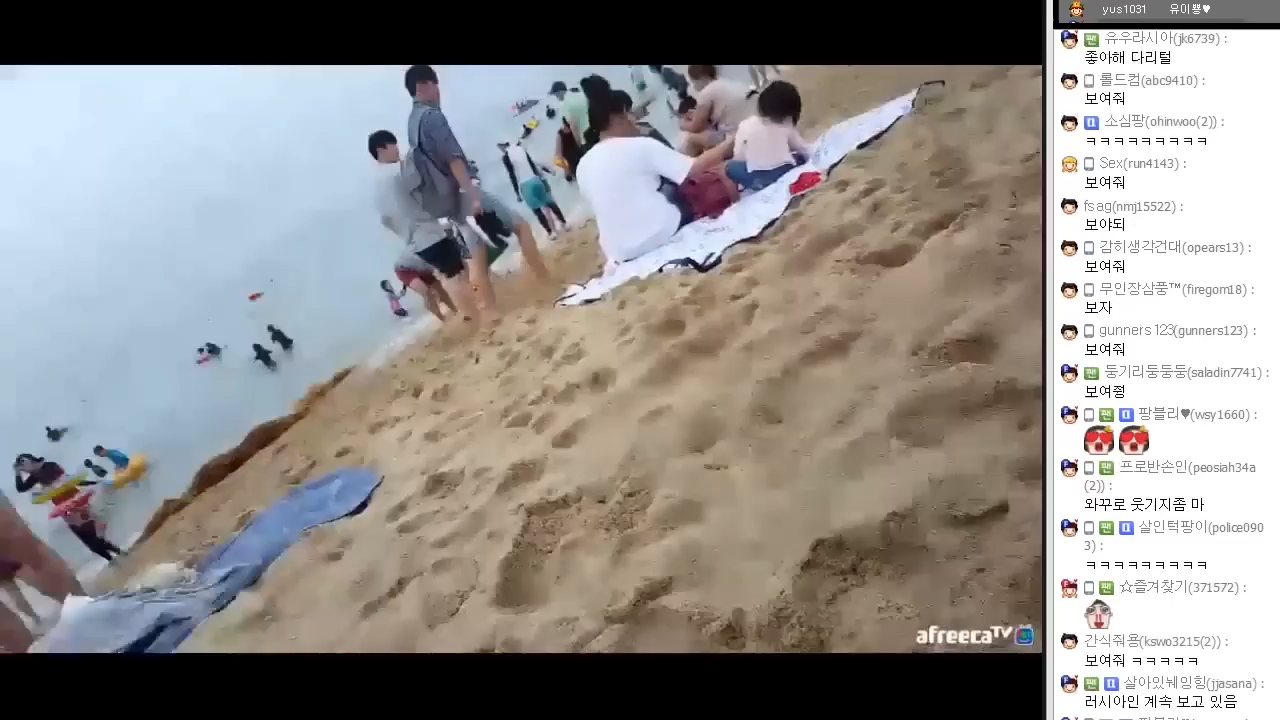 yus1031 유이뿅♥
유우라시아(jk6739) :
좋아해 다리털
롤드컴(abc9410) :
보여줘
소심팡(ohinwoo(2)) :
ㅋㅋㅋㅋㅋㅋㅋㅋㅋ
Sex(run4143) :
보여줘
fsag(nmj15522) :
보야되
감히생각건대(opears13) :
보여줘
무인장삼풍™(firegom18) :
보자
gunners123(gunners123) :
보여줘
둥기리둥둥둥(saladin7741) :
보여졍
팡블리♥(wsy1660) :
프로반손인(peosiah34a
(2)) :
와꾸로 웃기지좀 마
살인턱팡이(police090
3) :
ㅋㅋㅋㅋㅋㅋㅋㅋㅋ
☆즐겨찾기(371572) :
간식줘용(kswo3215(2)) :
보여줘 ㅋㅋㅋㅋㅋ
살아있눼잉힝(jjasana) :
러시아인 계속 보고 있음
afreecaTV